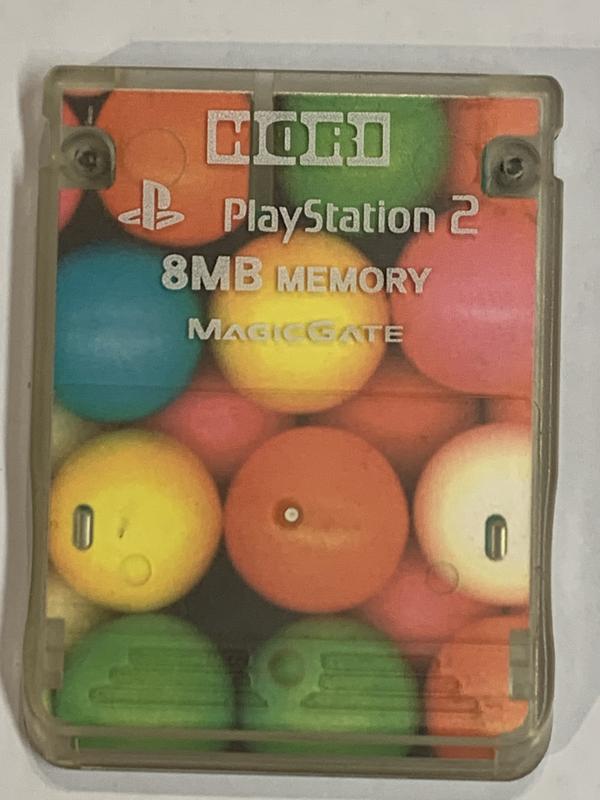 HORI
PlayStation 2
8MB MEMORY
MAGICGATE